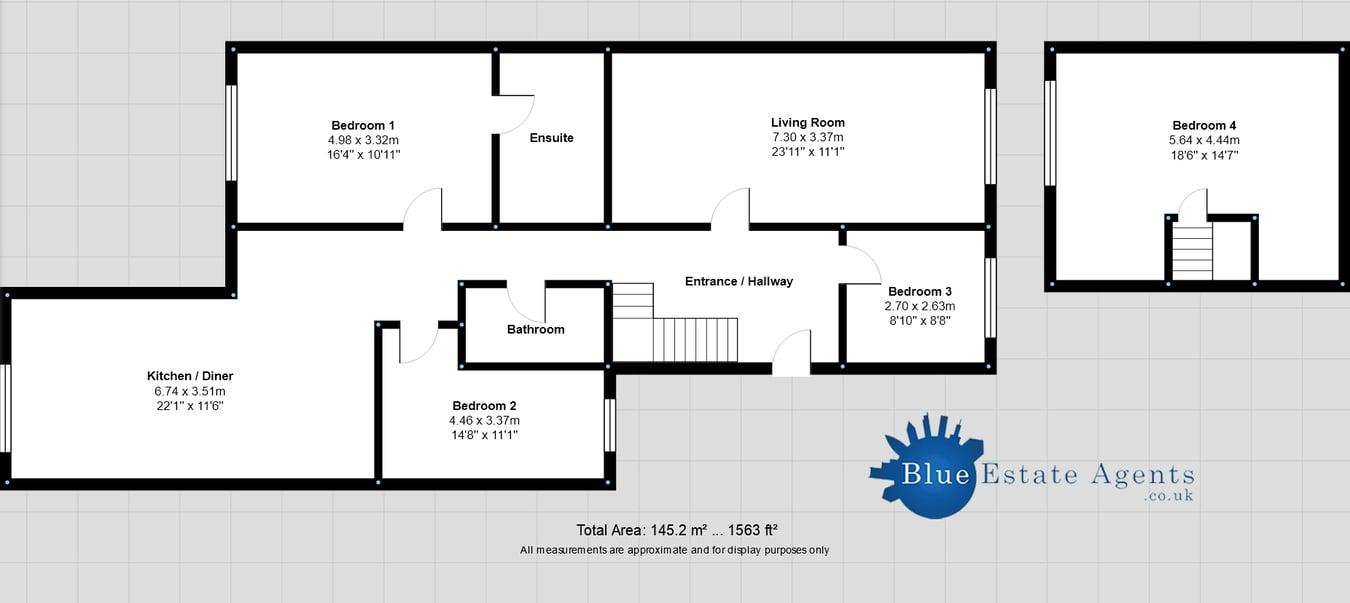 Bedroom 1
4.98 x 3.32m
16'4" x 10'11"
Ensuite
Living Room
7.30 x 3.37m
23'11" x 11'1"
Bedroom 4
5.64 x 4.44m
18'6" x 14'7"
Entrance / Hallway
Bedroom 3
2.70 x 2.63m
8'10" x 8'8"
Bathroom
Kitchen / Diner
6.74 x 3.51m
22'1" x 11'6"
Bedroom 2
4.46 x 3.37m
14'8" x 11'1"
Blue Estate Agents
.co.uk
Total Area: 145.2 m² ... 1563 ft²
All measurements are approximate and for display purposes only